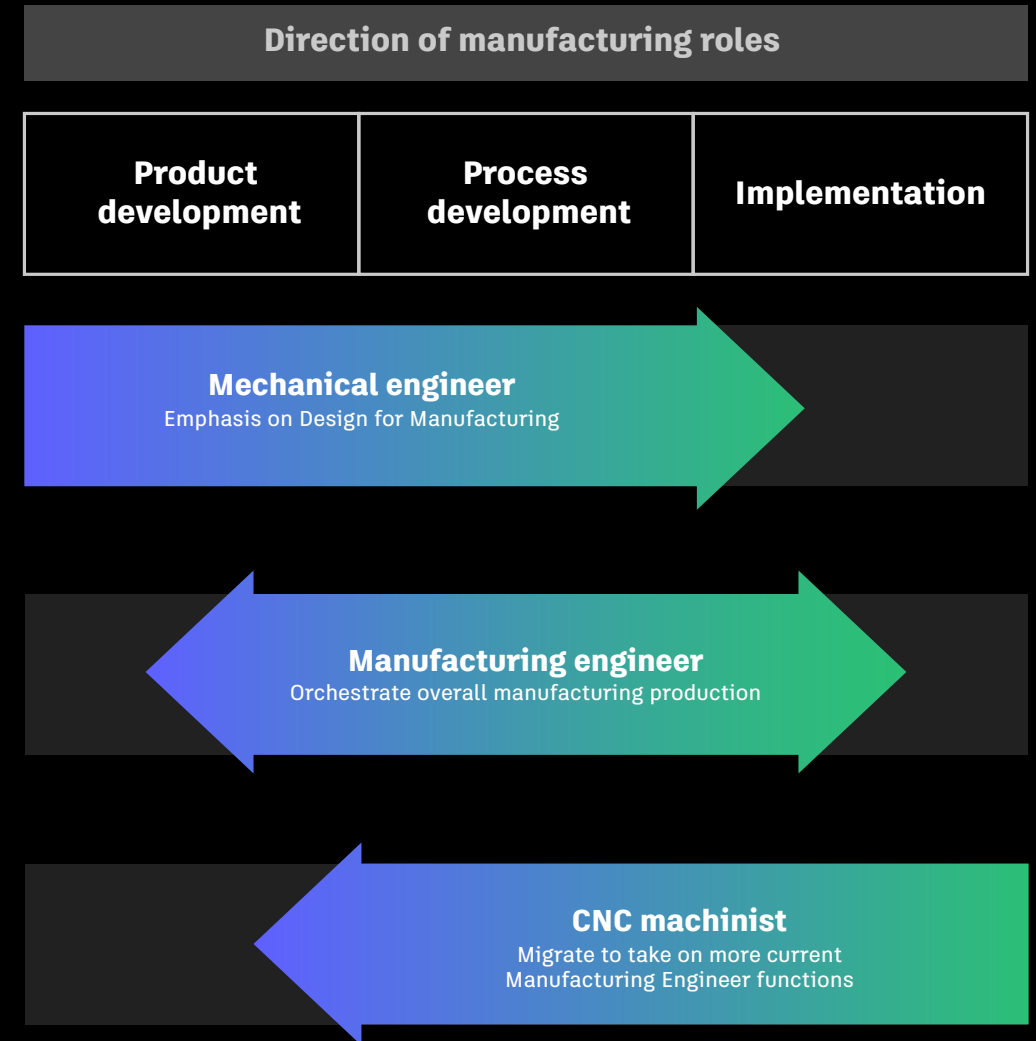 Direction of manufacturing roles
Product
development
Process
development
Implementation
Mechanical engineer
Emphasis on Design for Manufacturing
Manufacturing engineer
Orchestrate overall manufacturing production
CNC machinist
Migrate to take on more current
Manufacturing Engineer functions